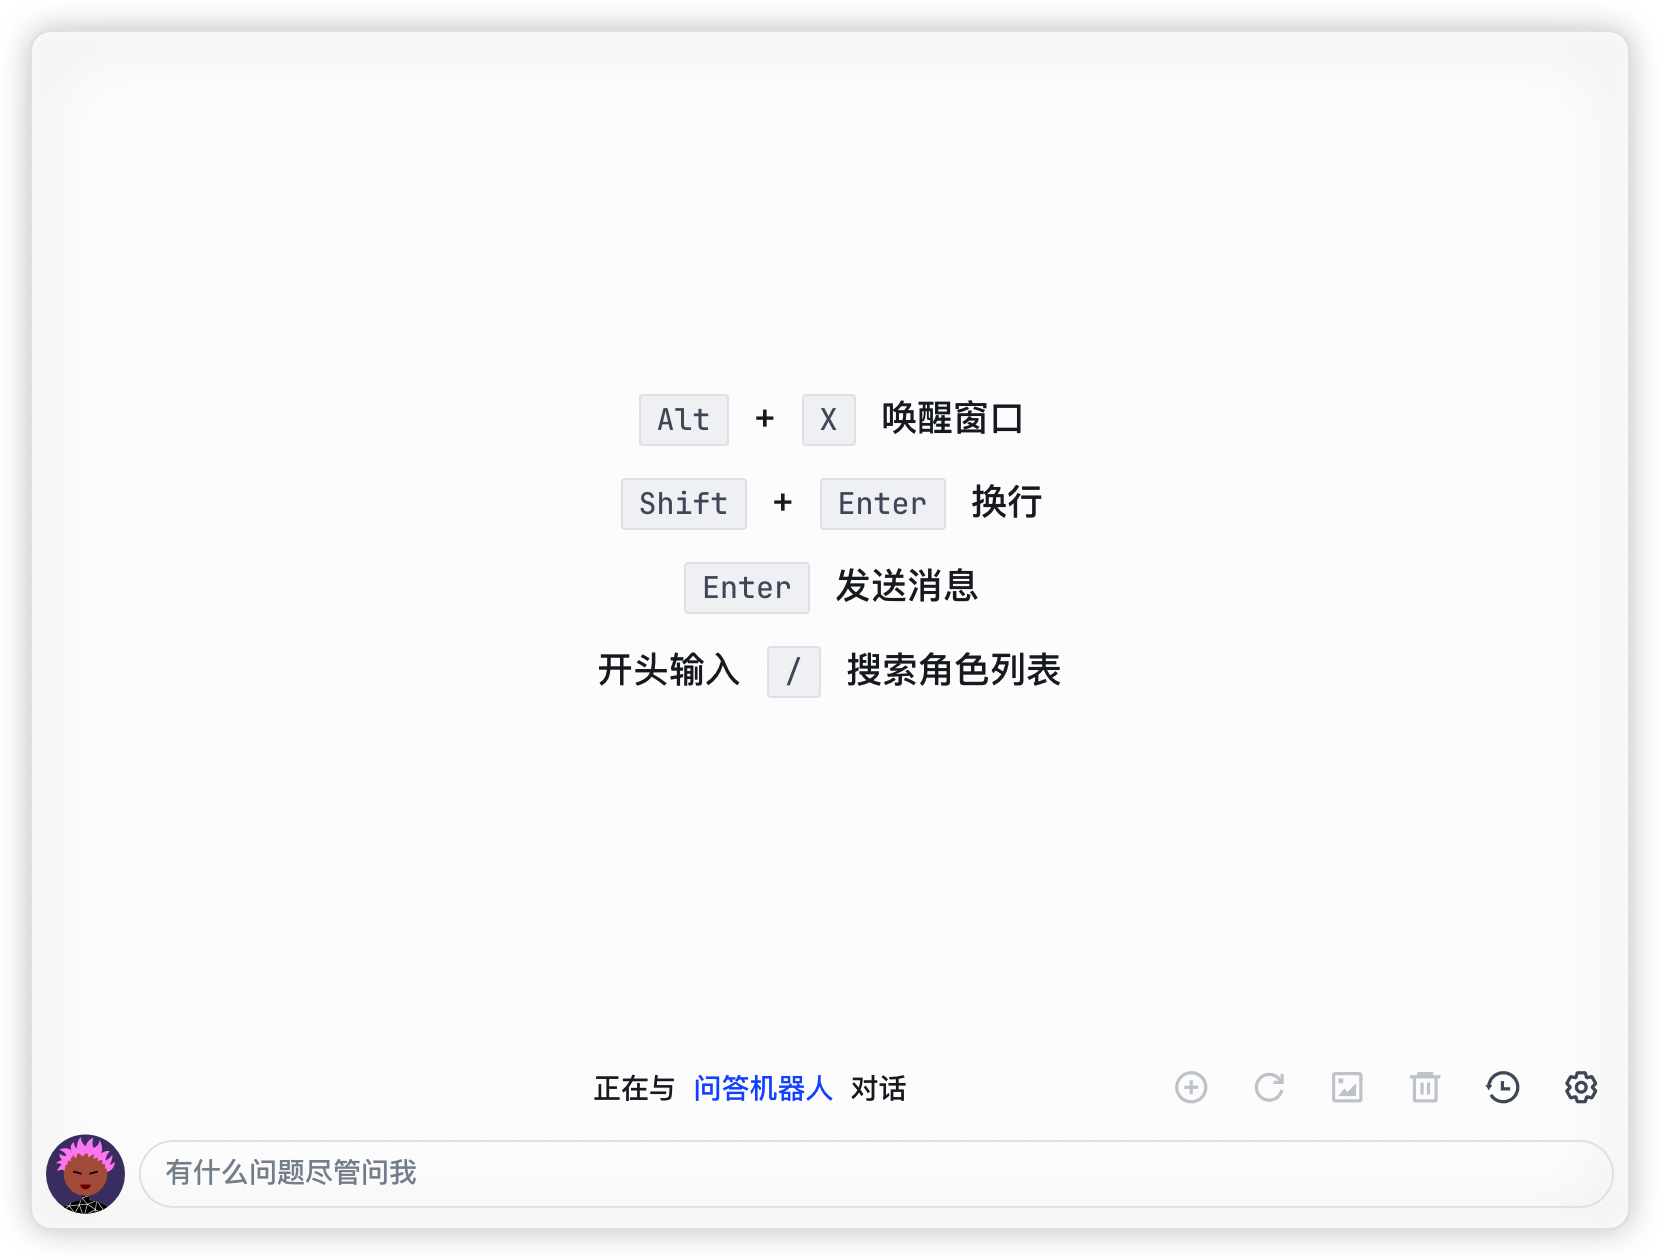 Alt + X 唤醒窗口
Shift + Enter 换行
Enter 发送消息
开头输入 / 搜索角色列表
正在与 问答机器人 对话
有什么问题尽管问我